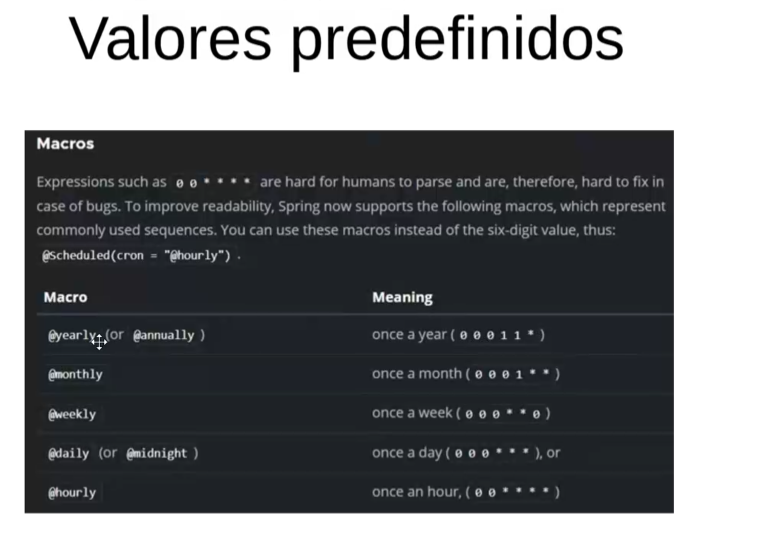 Valores predefinidos
Macros
Expressions such as 0 0 * * * * are hard for humans to parse and are, therefore, hard to fix in
case of bugs. To improve readability, Spring now supports the following macros, which represent
commonly used sequences. You can use these macros instead of the six-digit value, thus:
@Scheduled(cron = "@hourly") .
Macro Meaning
@yearly (or @annually ) once a year ( 0 0 0 1 1 * )
@monthly once a month ( 0 0 0 1 * * )
@weekly once a week ( 0 0 0 * * 0 )
@daily (or @midnight ) once a day ( 0 0 0 * * * ), or
@hourly once an hour, ( 0 0 * * * * )